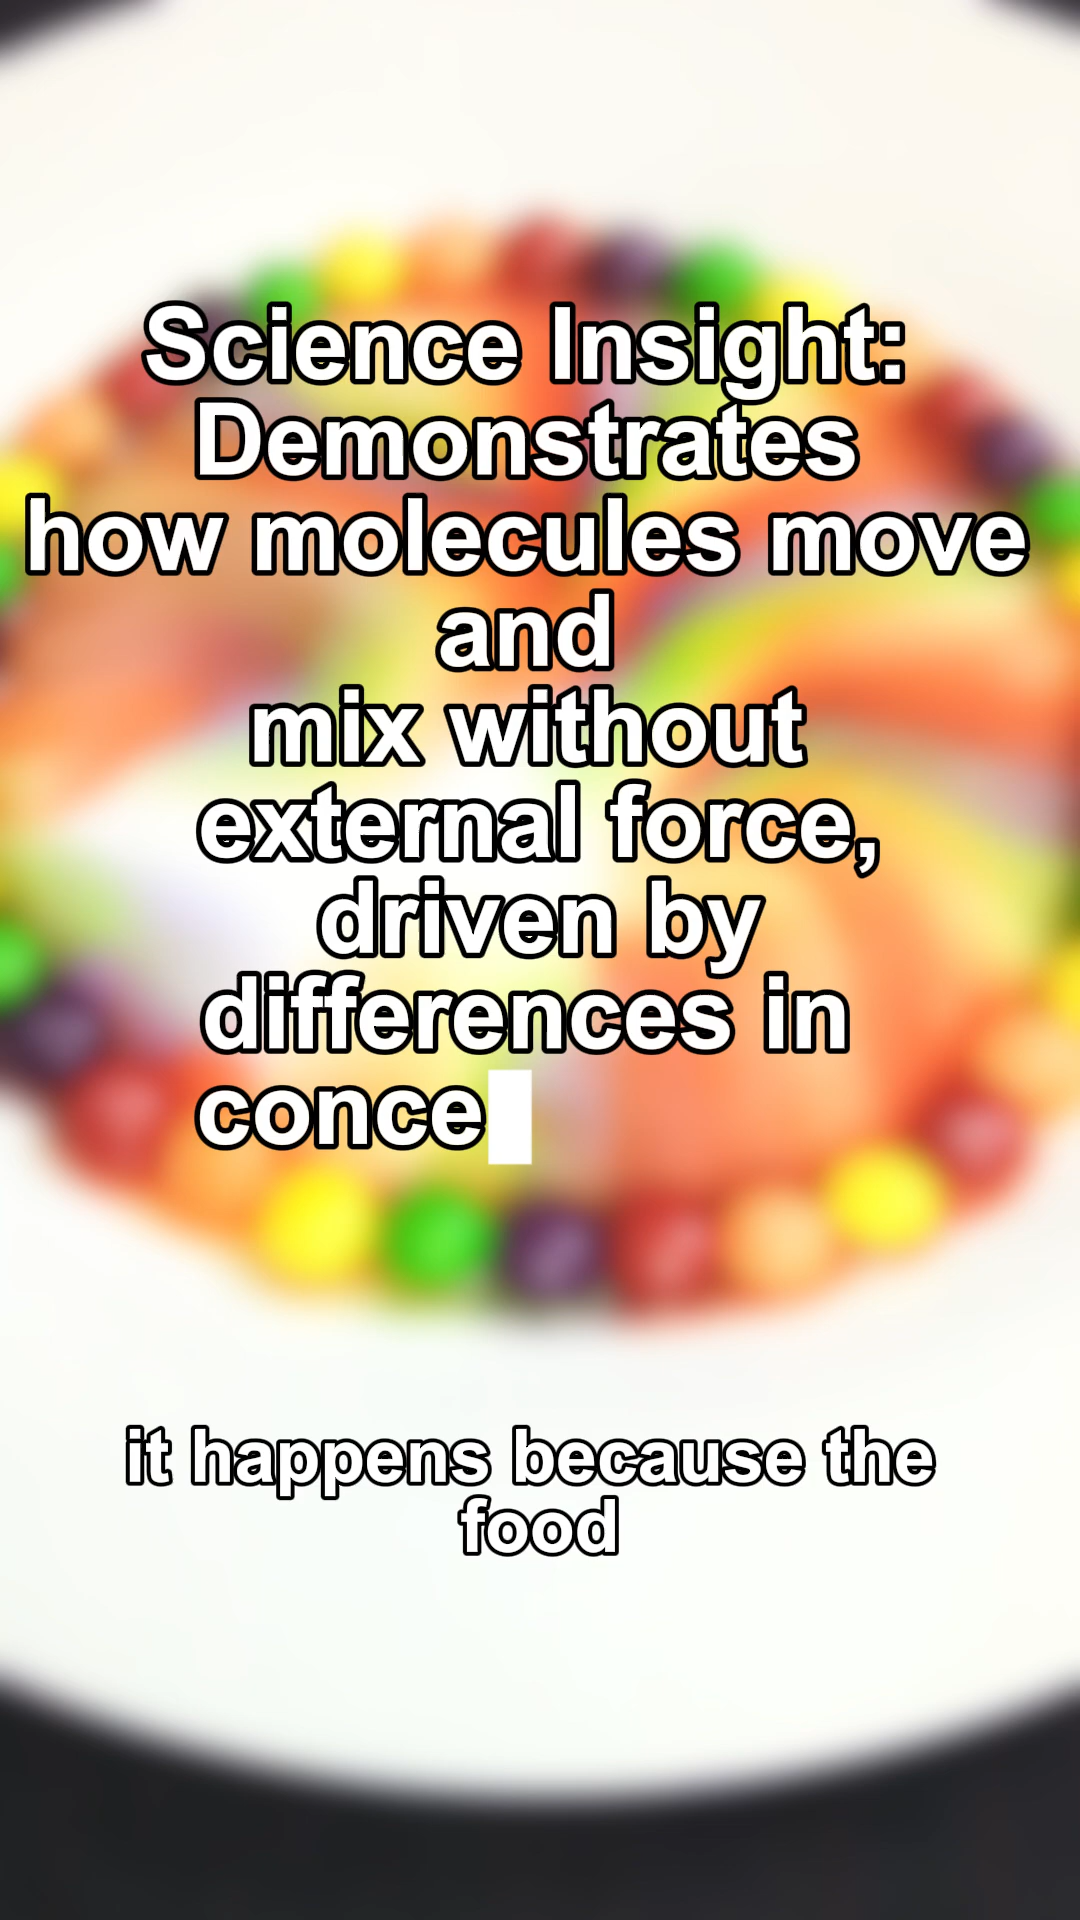 Science Insight:
Demonstrates
how molecules move
and
mix without
external force,
driven by
differences in
conce
it happens because the
food